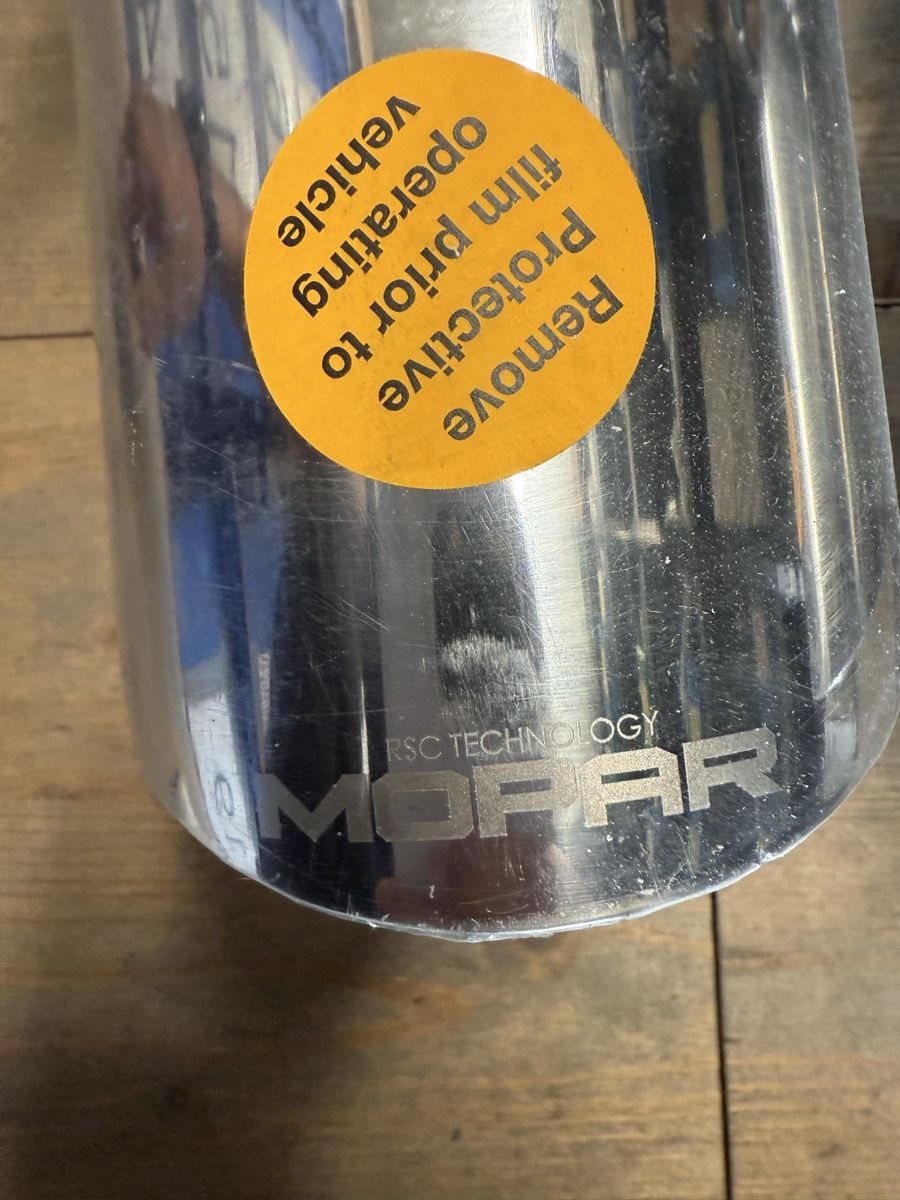 Remove
Protective
film prior to
operating
vehicle
RSC TECHNOLOGY
MOPAR